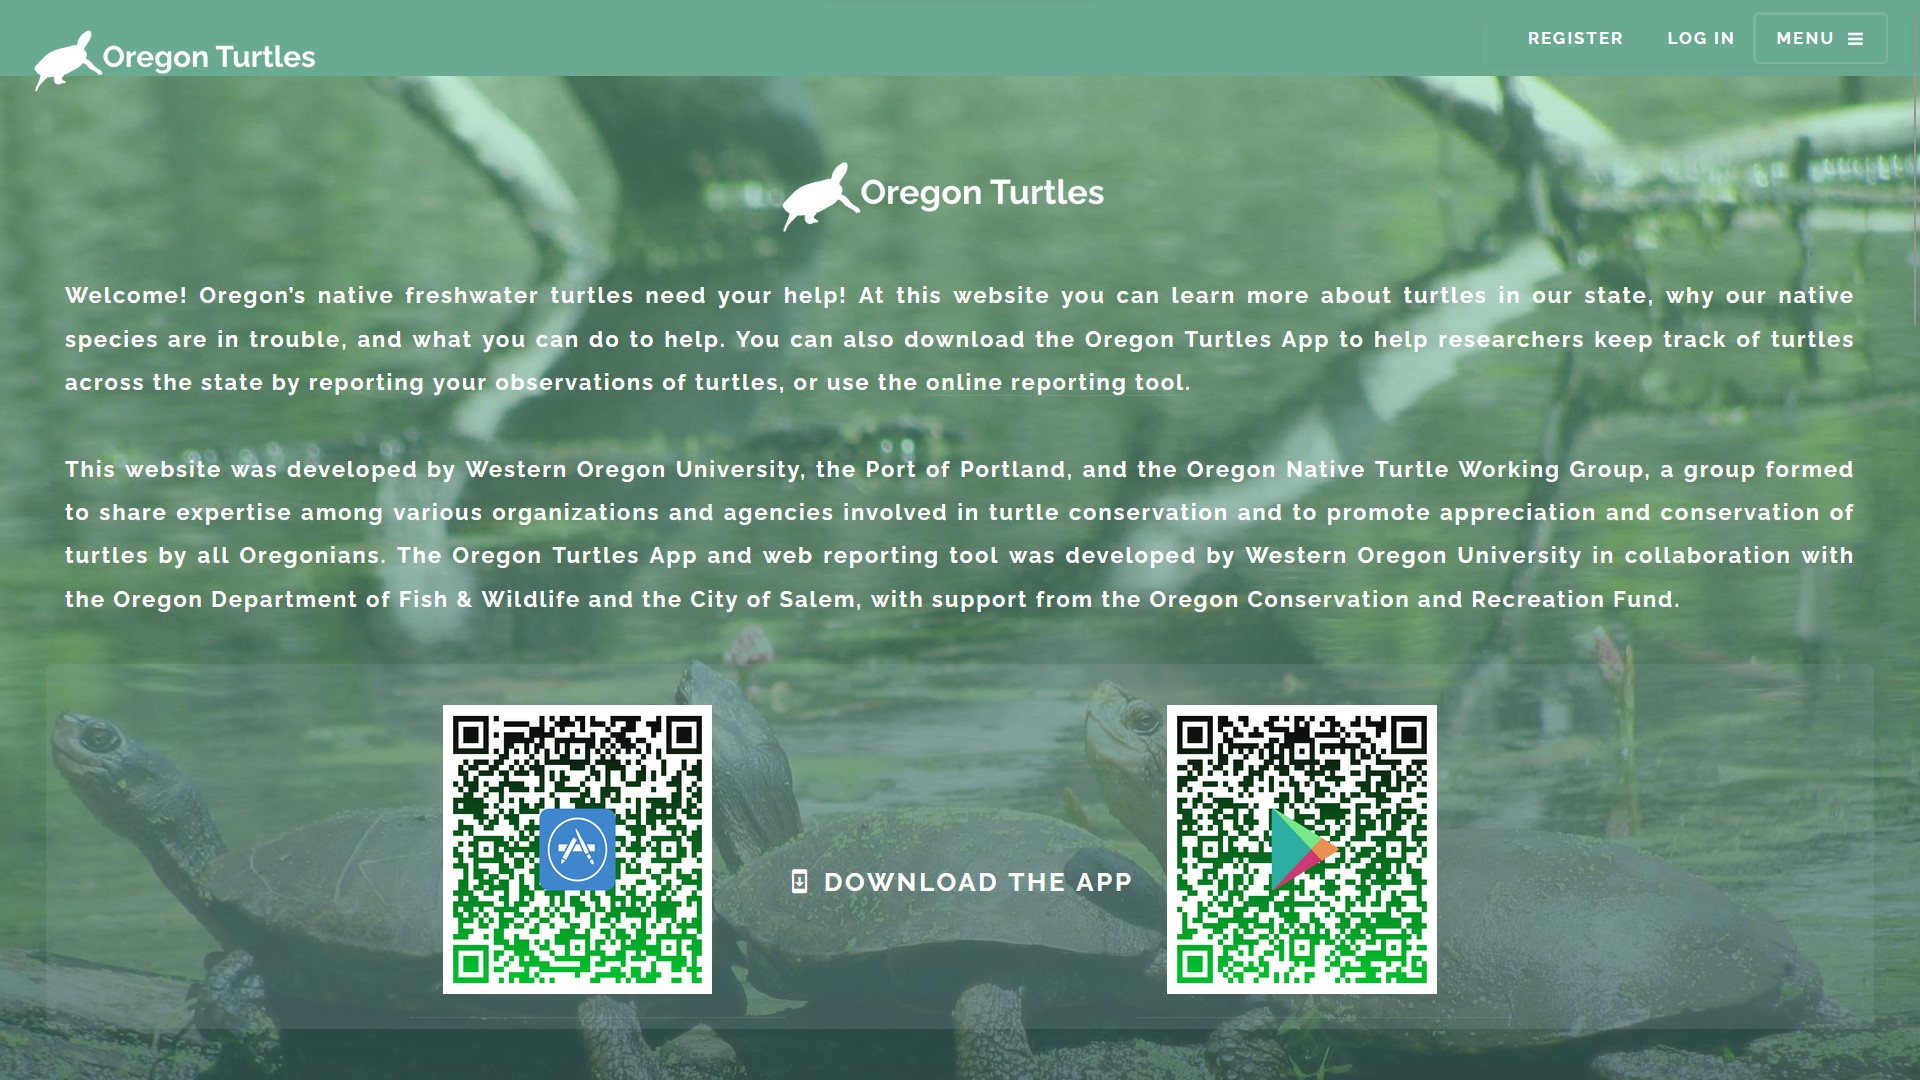 Oregon Turtles
REGISTER
LOG IN
MENU
Oregon Turtles
Welcome! Oregon’s native freshwater turtles need your help! At this website you can learn more about turtles in our state, why our native
species are in trouble, and what you can do to help. You can also download the Oregon Turtles App to help researchers keep track of turtles
across the state by reporting your observations of turtles, or use the online reporting tool.
This website was developed by Western Oregon University, the Port of Portland, and the Oregon Native Turtle Working Group, a group formed
to share expertise among various organizations and agencies involved in turtle conservation and to promote appreciation and conservation of
turtles by all Oregonians. The Oregon Turtles App and web reporting tool was developed by Western Oregon University in collaboration with
the Oregon Department of Fish & Wildlife and the City of Salem, with support from the Oregon Conservation and Recreation Fund.
DOWNLOAD THE APP